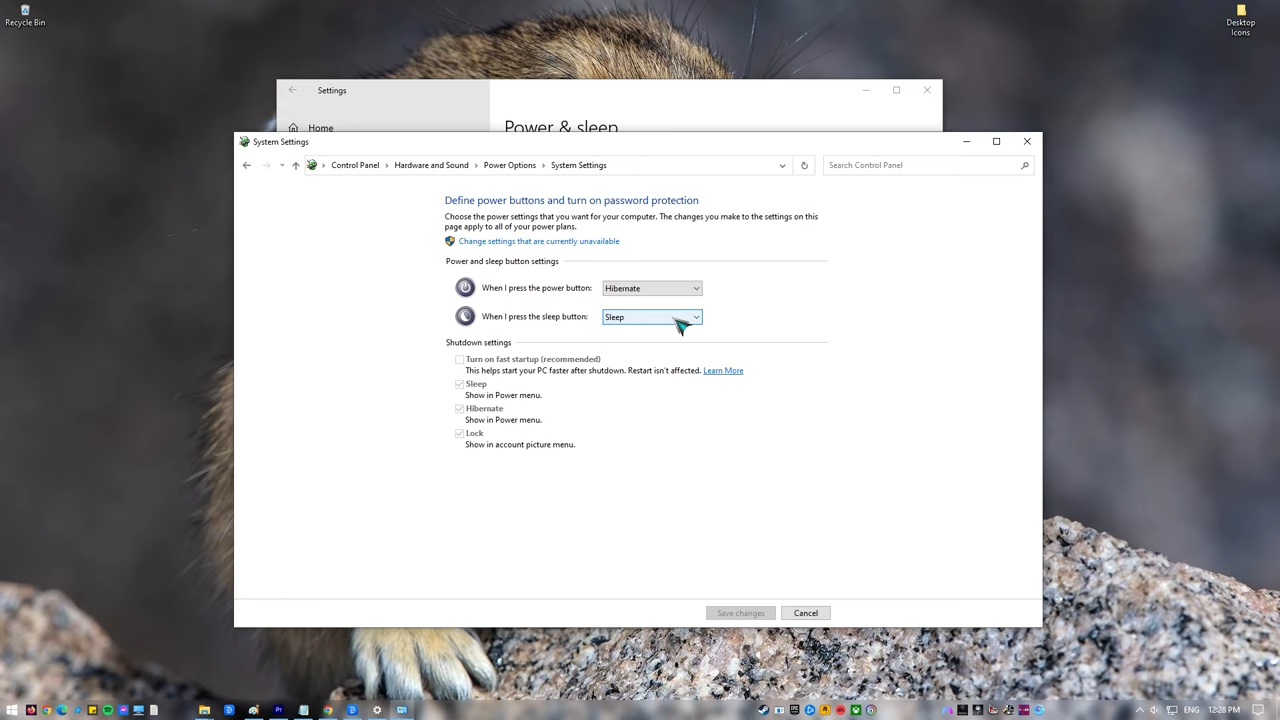 Recycle Bin
Desktop
Icons
Settings
Home
Power & sleep
System Settings
Control Panel > Hardware and Sound > Power Options > System Settings
Search Control Panel
Define power buttons and turn on password protection
Choose the power settings that you want for your computer. The changes you make to the settings on this
page apply to all of your power plans.
Change settings that are currently unavailable
Power and sleep button settings
When I press the power button: Hibernate
When I press the sleep button: Sleep
Shutdown settings
Turn on fast startup (recommended)
This helps start your PC faster after shutdown. Restart isn't affected. Learn More
Sleep
Show in Power menu.
Hibernate
Show in Power menu.
Lock
Show in account picture menu.
Save changes Cancel
ENG 12:28 PM